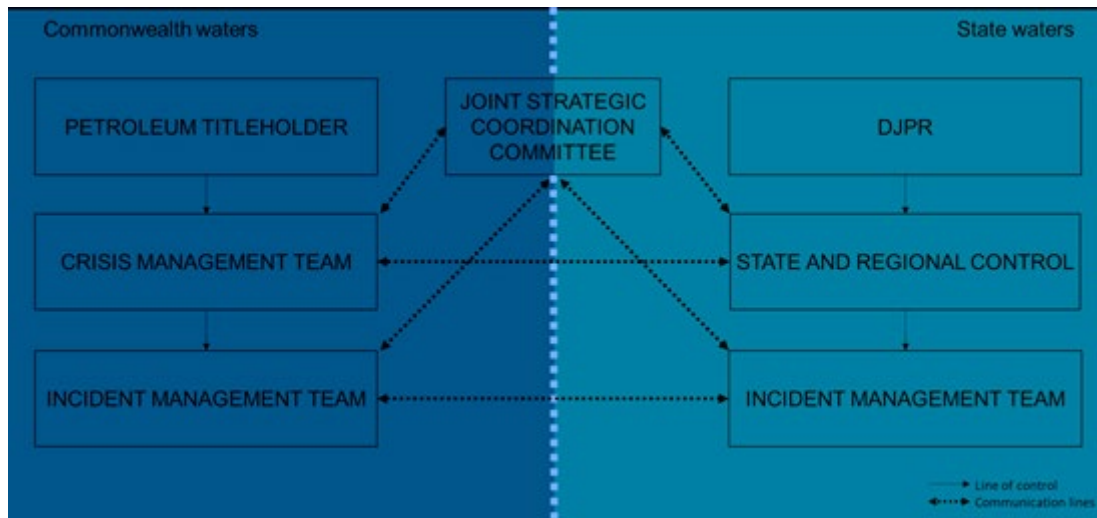 Commonwealth waters
State waters
PETROLEUM TITLEHOLDER
JOINT STRATEGIC
COORDINATION
COMMITTEE
DJPR
CRISIS MANAGEMENT TEAM
STATE AND REGIONAL CONTROL
INCIDENT MANAGEMENT TEAM
INCIDENT MANAGEMENT TEAM
Line of control
Communication lines